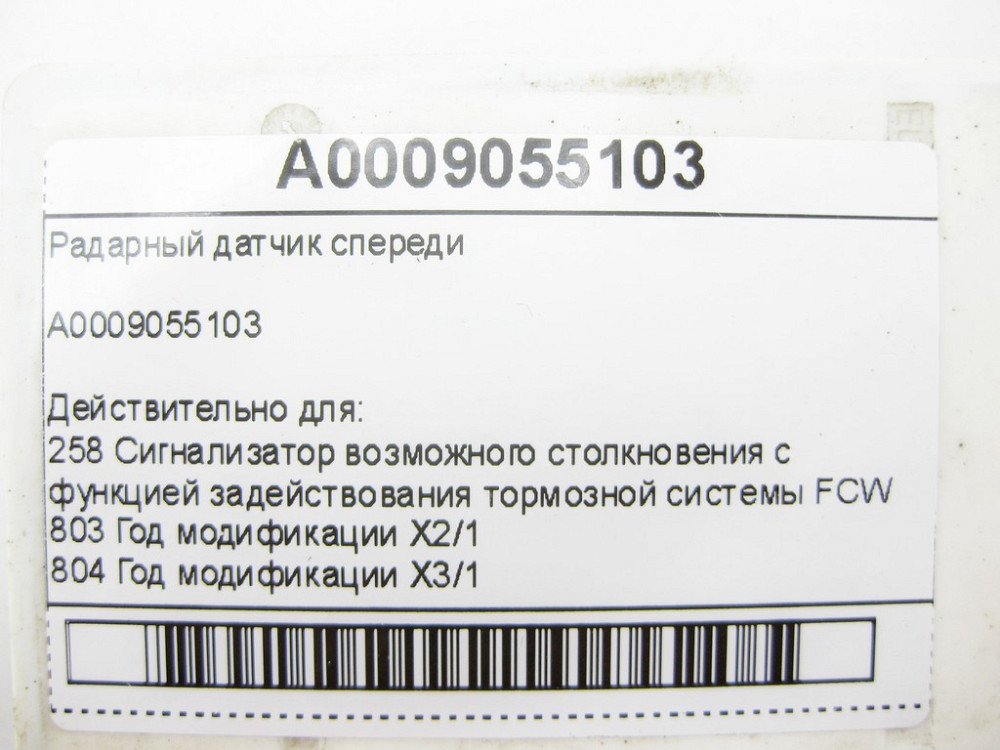 A0009055103
Радарный датчик спереди
A0009055103
Действительно для:
258 Сигнализатор возможного столкновения с
функцией задействования тормозной системы FCW
803 Год модификации X2/1
804 Год модификации X3/1